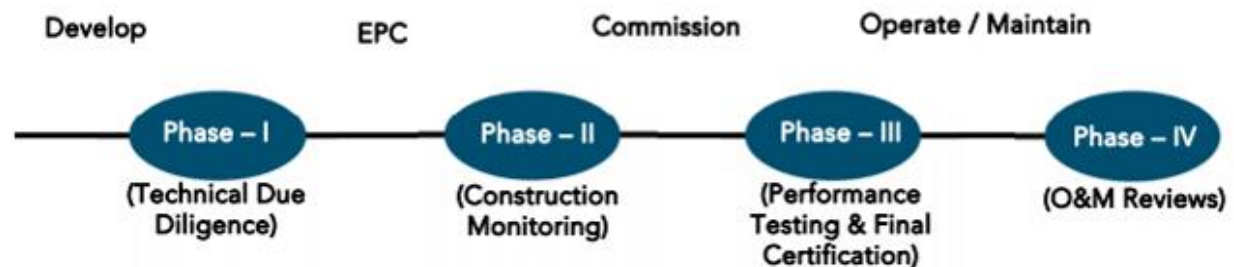 Develop
EPC
Commission
Operate / Maintain
Phase – I
Phase – II
Phase – III
Phase – IV
(Technical Due
Diligence)
(Construction
Monitoring)
(Performance
Testing & Final
Certification)
(O&M Reviews)